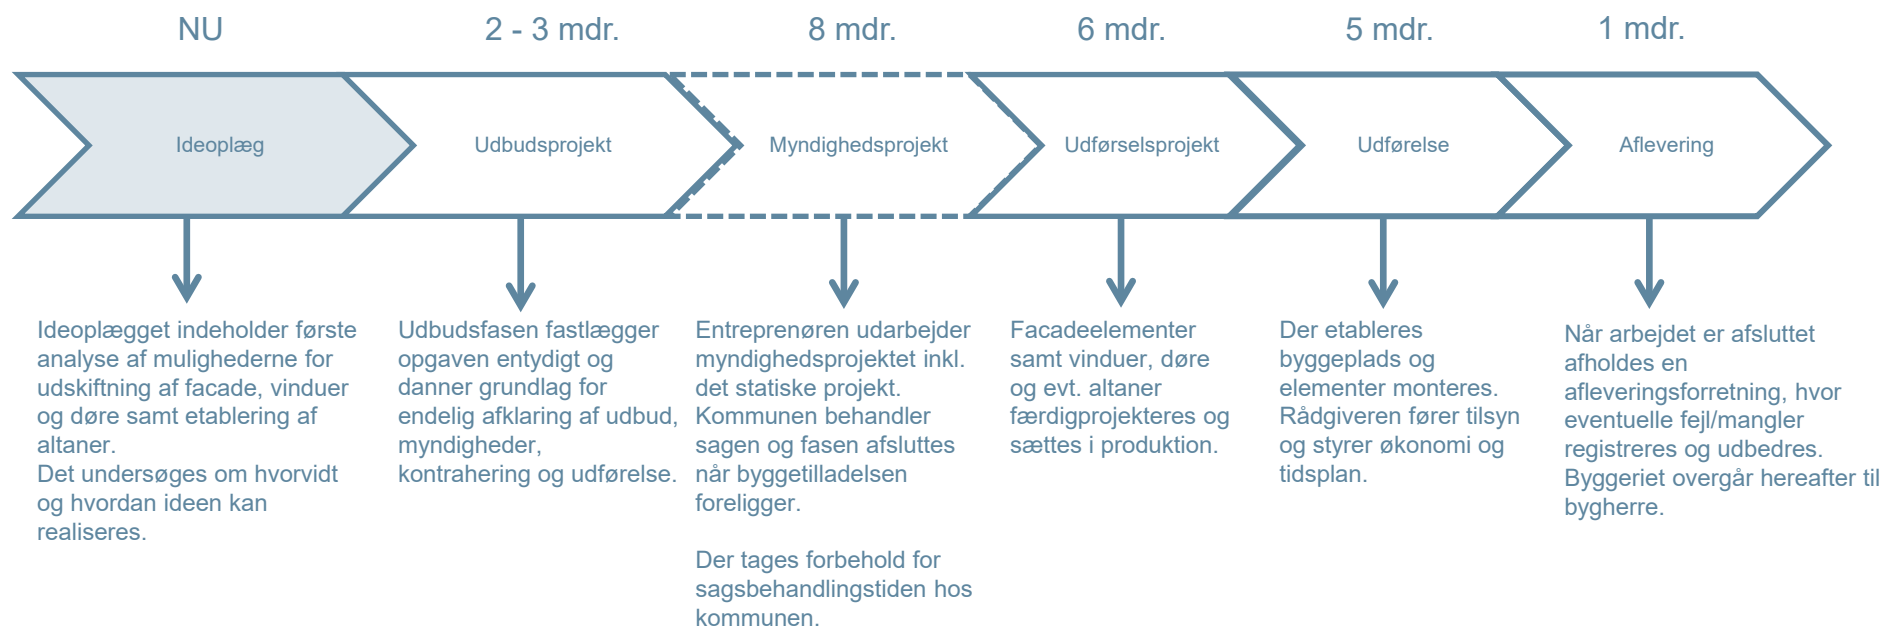 NU
2 - 3 mdr.
8 mdr.
6 mdr.
5 mdr.
1 mdr.
Ideoplæg
Udbudsprojekt
Myndighedsprojekt
Udførselsprojekt
Udførelse
Aflevering
Ideoplægget indeholder første
analyse af mulighederne for
udskiftning af facade, vinduer
og døre samt etablering af
altaner.
Det undersøges om hvorvidt
og hvordan ideen kan
realiseres.
Udbudsfasen fastlægger
opgaven entydigt og
danner grundlag for
endelig afklaring af udbud,
myndigheder,
kontrahering og udførelse.
Entreprenøren udarbejder
myndighedsprojektet inkl.
det statiske projekt.
Kommunen behandler
sagen og fasen afsluttes
når byggetilladelsen
foreligger.
Der tages forbehold for
sagsbehandlingstiden hos
kommunen.
Facadeelementer
samt vinduer, døre
og evt. altaner
færdigprojekteres og
sættes i produktion.
Der etableres
byggeplads og
elementer monteres.
Rådgiveren fører tilsyn
og styrer økonomi og
tidsplan.
Når arbejdet er afsluttet
afholdes en
afleveringsforretning, hvor
eventuelle fejl/mangler
registreres og udbedres.
Byggeriet overgår hereafter til
bygherre.